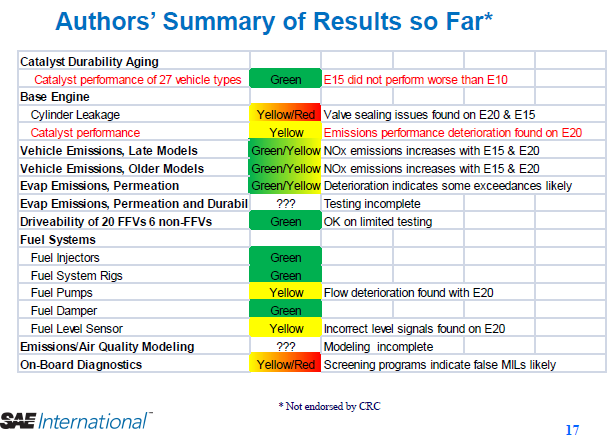 Authors' Summary of Results so Far*
Catalyst Durability Aging
Catalyst performance of 27 vehicle types Green E15 did not perform worse than E10
Base Engine
Cylinder Leakage Yellow/Red Valve sealing issues found on E20 & E15
Catalyst performance Yellow Emissions performance deterioration found on E20
Vehicle Emissions, Late Models Green/Yellow NOx emissions increases with E15 & E20
Vehicle Emissions, Older Models Green/Yellow NOx emissions increases with E15 & E20
Evap Emissions, Permeation Green/Yellow Deterioration indicates some exceedances likely
Evap Emissions, Permeation and Durabil ??? Testing incomplete
Driveability of 20 FFVs 6 non-FFVs Green OK on limited testing
Fuel Systems
Fuel Injectors Green
Fuel System Rigs Green
Fuel Pumps Yellow Flow deterioration found with E20
Fuel Damper Green
Fuel Level Sensor Yellow Incorrect level signals found on E20
Emissions/Air Quality Modeling ??? Modeling incomplete
On-Board Diagnostics Yellow/Red Screening programs indicate false MILs likely
* Not endorsed by CRC
SAE International™
17